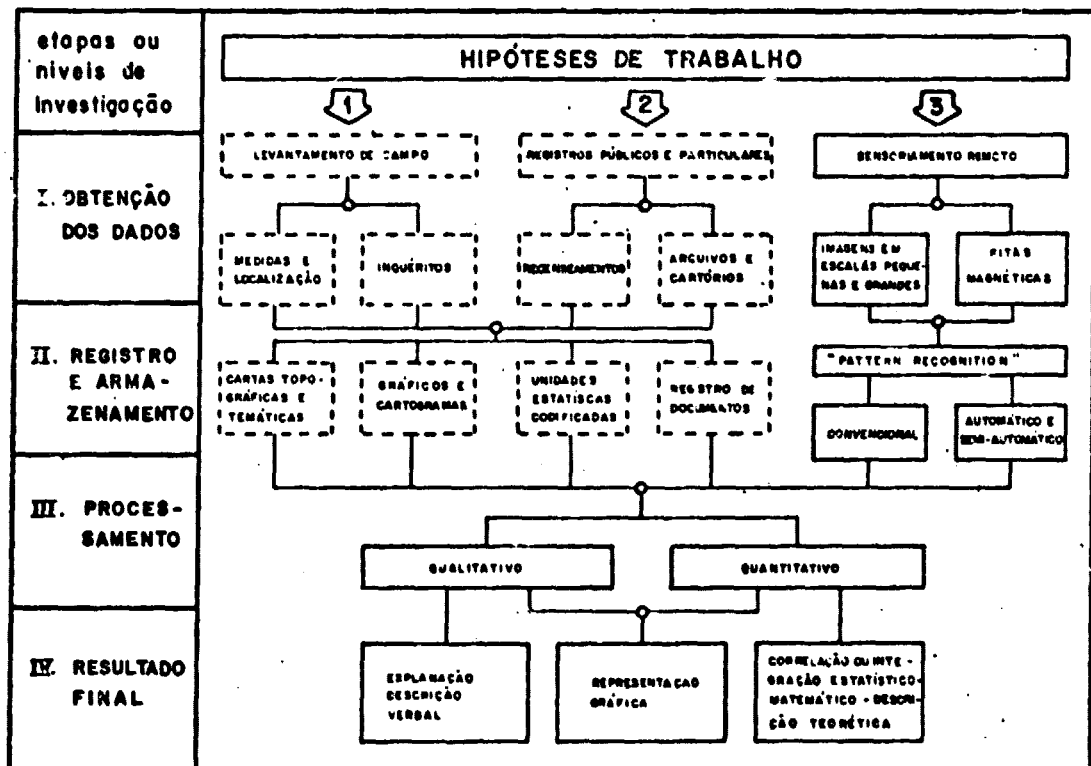 etapas ou
níveis de
Investigação
HIPÓTESES DE TRABALHO
1
2
3
I. OBTENÇÃO
DOS DADOS
LEVANTAMENTO DE CAMPO
REGISTROS PÚBLICOS E PARTICULARES
SENSORIAMENTO REMOTO
MEDIDAS E
LOCALIZAÇÃO
INQUÉRITOS
RECENSEAMENTOS
ARQUIVOS E
CARTÓRIOS
IMAGENS EM
ESCALAS PEQUE-
NAS E GRANDES
FITAS
MAGNÉTICAS
II. REGISTRO
E ARMA-
ZENAMENTO
"PATTERN RECOGNITION"
CARTAS TOPO-
GRÁFICAS E
TEMÁTICAS
GRÁFICOS E
CARTOGRAMAS
UNIDADES
ESTATÍSCAS
CODIFICADAS
REGISTRO DE
DOCUMENTOS
CONVENCIONAL
AUTOMÁTICO E
SEMI-AUTOMÁTICO
III. PROCES-
SAMENTO
QUALITATIVO
QUANTITATIVO
IV. RESULTADO
FINAL
EXPLANAÇÃO
DESCRIÇÃO
VERBAL
REPRESENTAÇÃO
GRÁFICA
CORRELAÇÃO OU INTE-
GRAÇÃO ESTATÍSTICO-
MATEMÁTICO - DESCRI-
ÇÃO TEORÉTICA